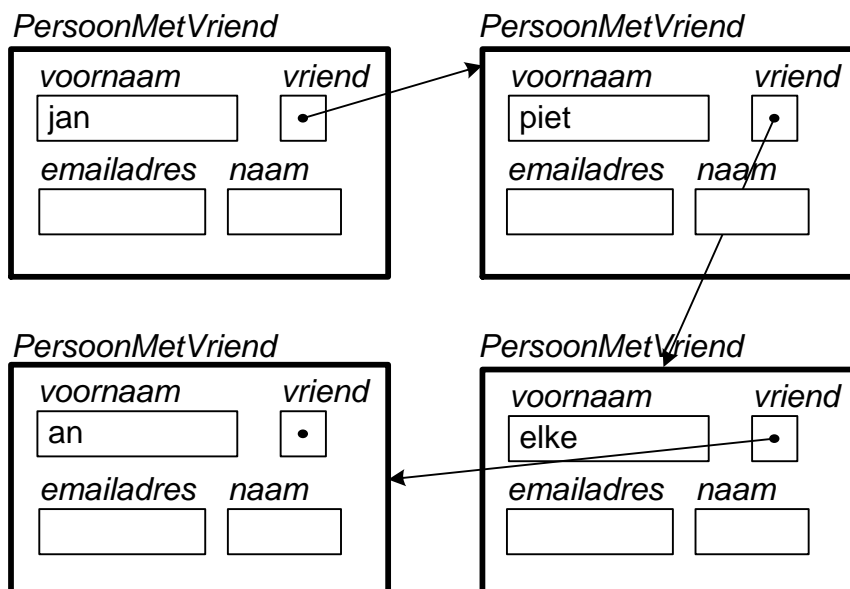 PersoonMetVriend
voornaam vriend
jan
emailadres naam
PersoonMetVriend
voornaam vriend
piet
emailadres naam
PersoonMetVriend
voornaam vriend
an
emailadres naam
PersoonMetVriend
voornaam vriend
elke
emailadres naam